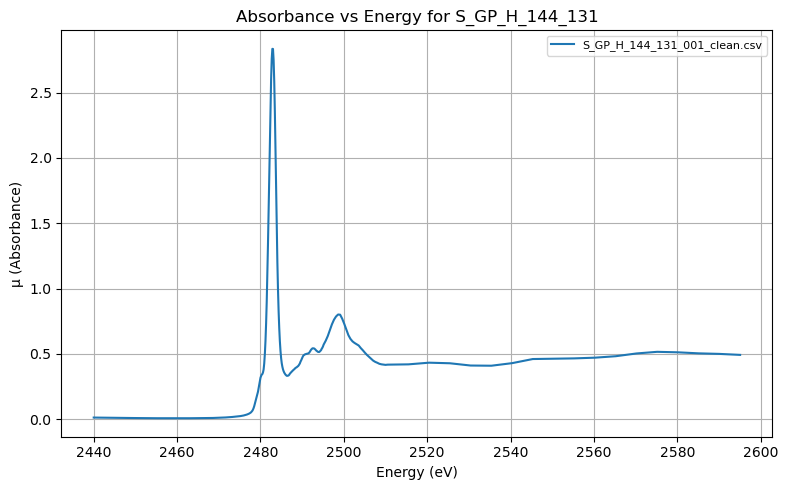 Absorbance vs Energy for S_GP_H_144_131
S_GP_H_144_131_001_clean.csv
μ (Absorbance)
2.5
2.0
1.5
1.0
0.5
0.0
2440 2460 2480 2500 2520 2540 2560 2580 2600
Energy (eV)